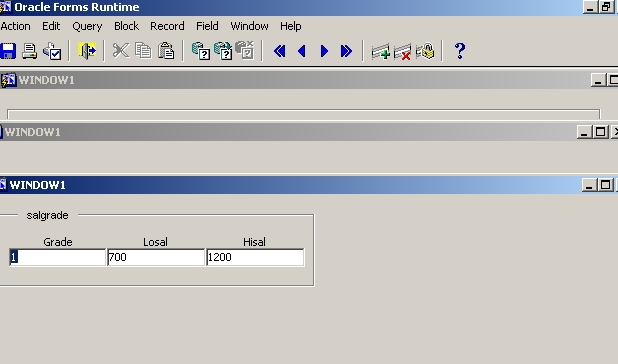 Oracle Forms Runtime
Action Edit Query Block Record Field Window Help
WINDOW1
WINDOW1
WINDOW1
salgrade
Grade Losal Hisal
1 700 1200